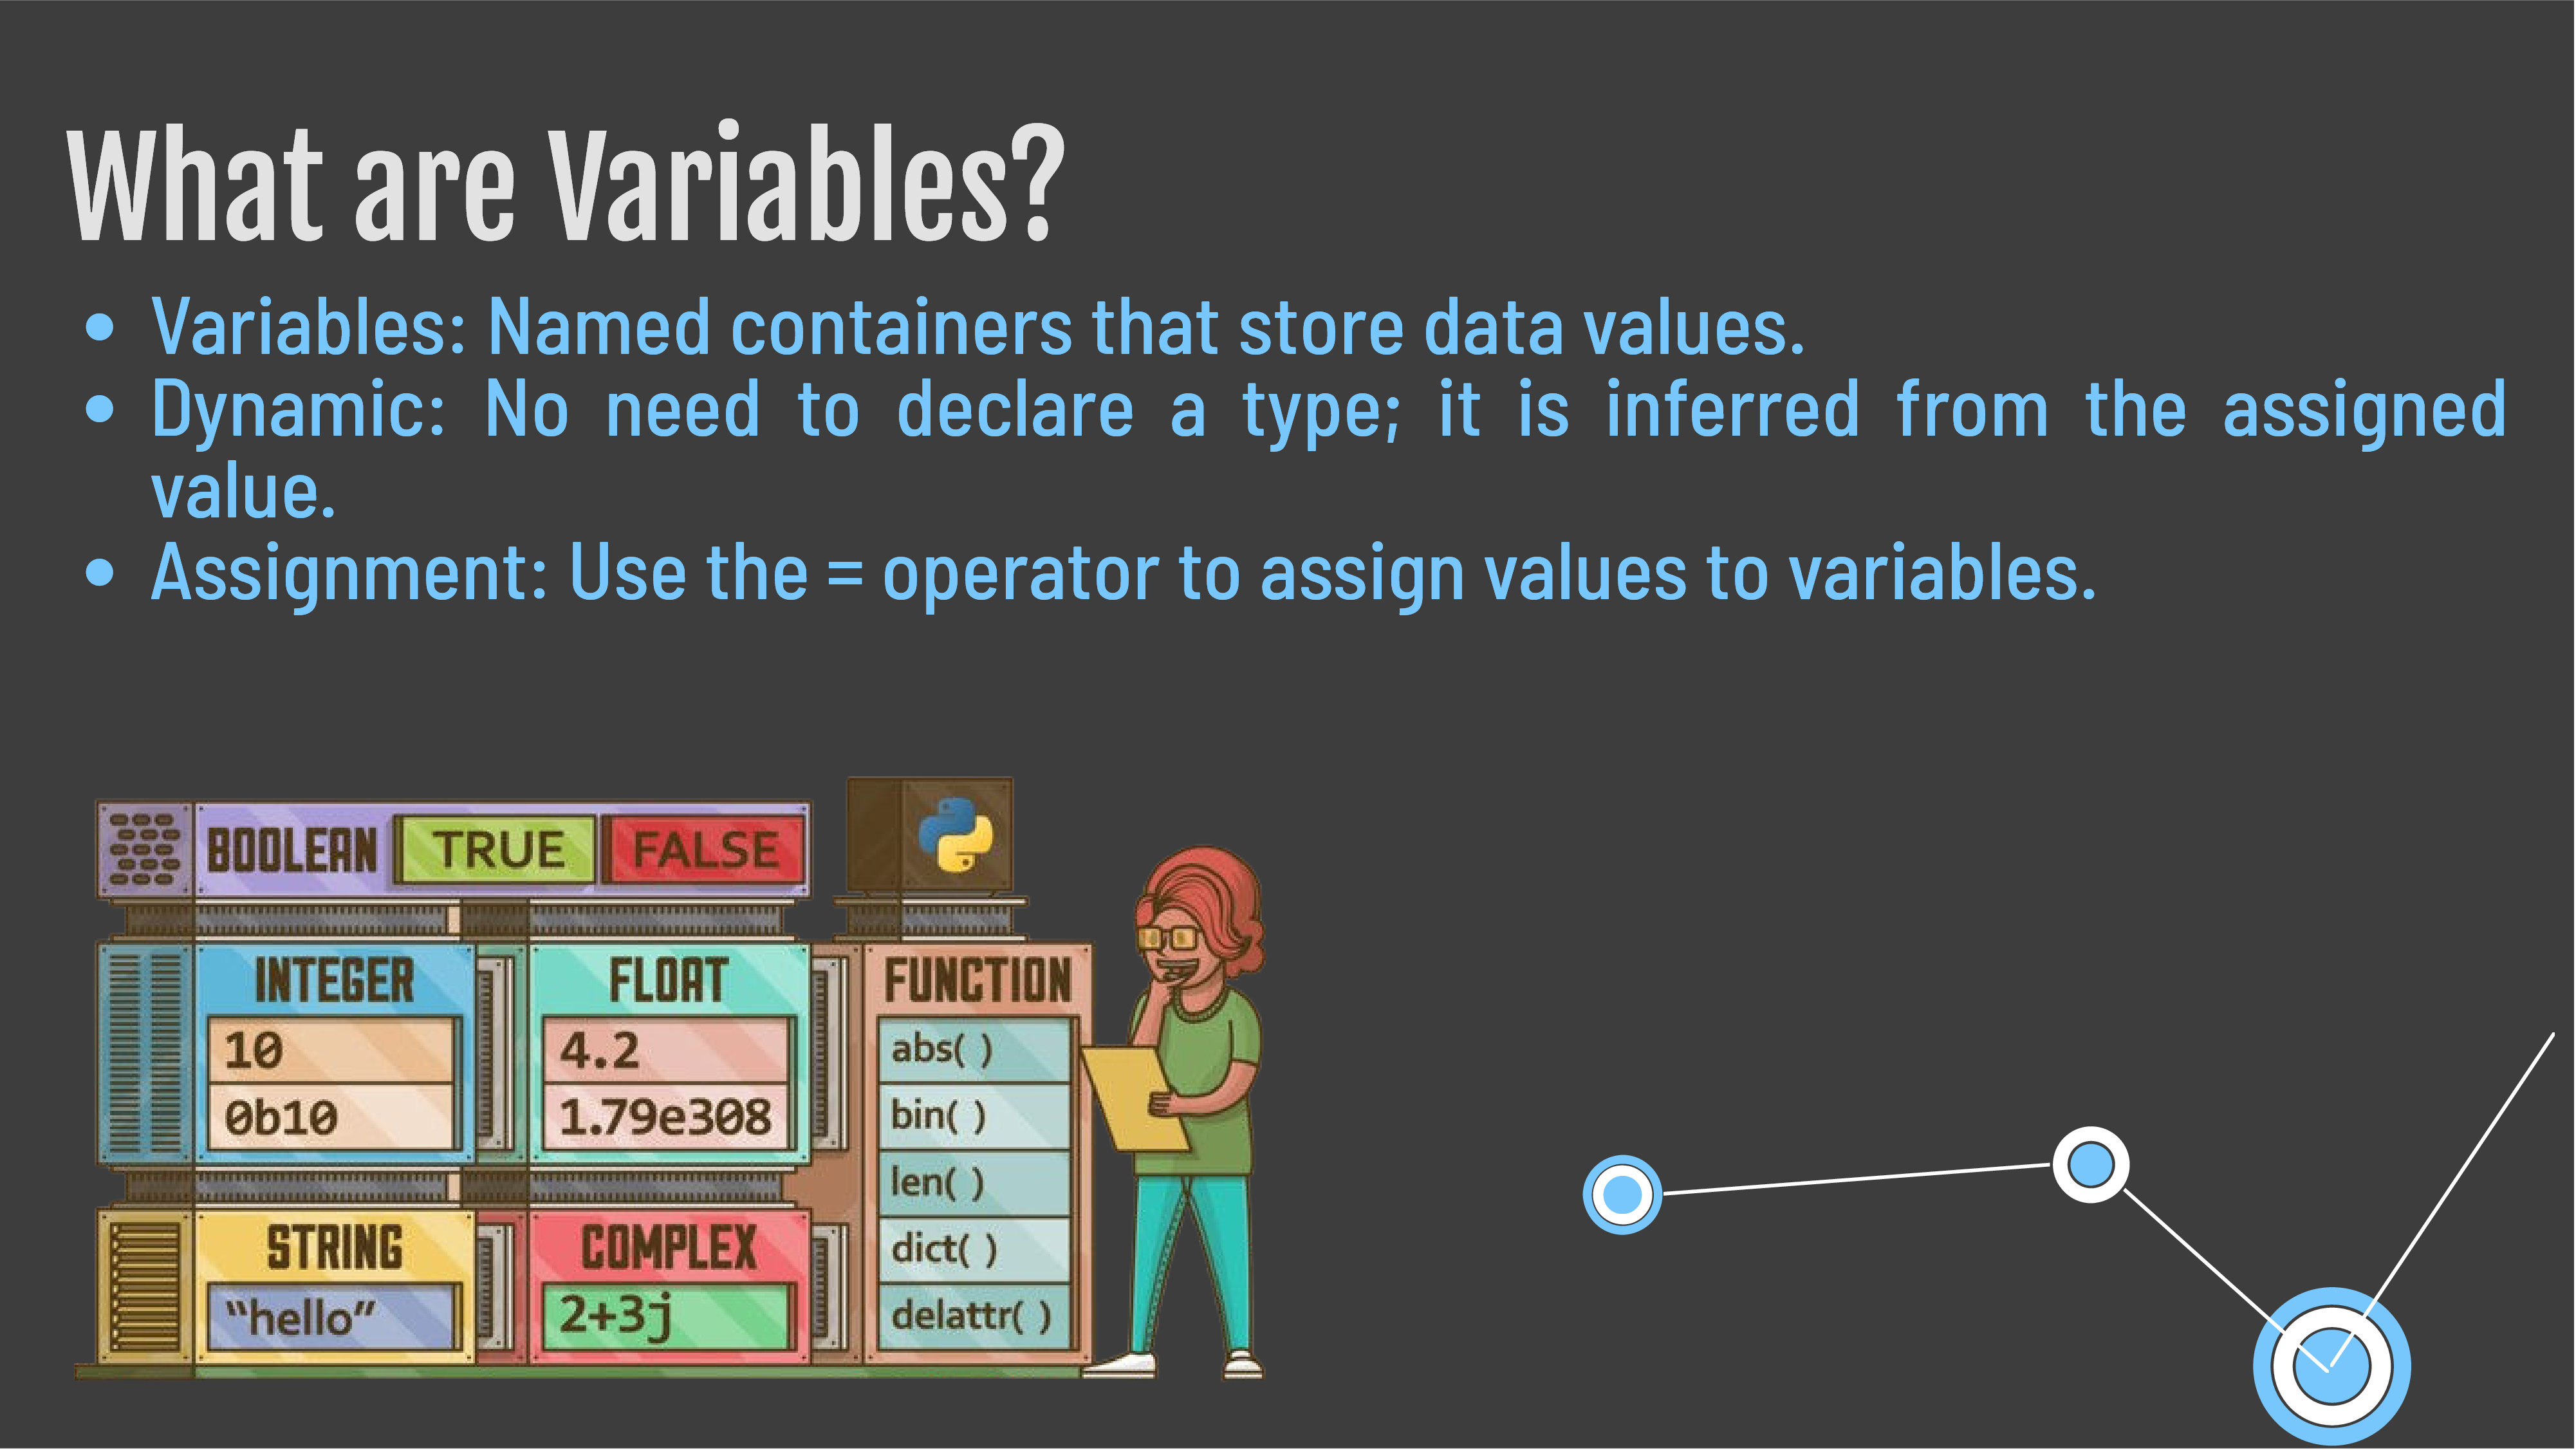 What are Variables?
• Variables: Named containers that store data values.
• Dynamic: No need to declare a type; it is inferred from the assigned
value.
• Assignment: Use the = operator to assign values to variables.
BOOLEAN TRUE FALSE
INTEGER
10
0b10
FLOAT
4.2
1.79e308
FUNCTION
abs( )
bin( )
len( )
dict( )
delattr( )
STRING
“hello”
COMPLEX
2+3j